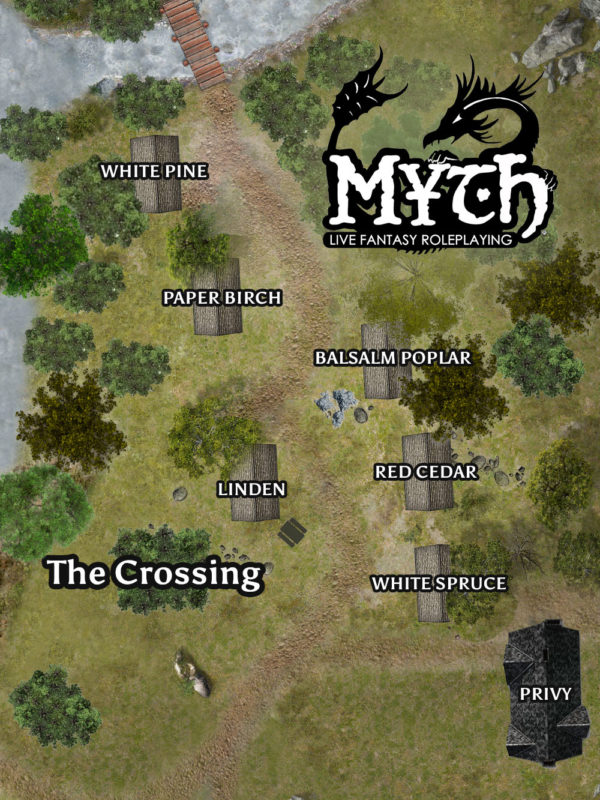 WHITE PINE
Myth
LIVE FANTASY ROLEPLAYING
PAPER BIRCH
BALSALM POPLAR
RED CEDAR
LINDEN
The Crossing
WHITE SPRUCE
PRIVY